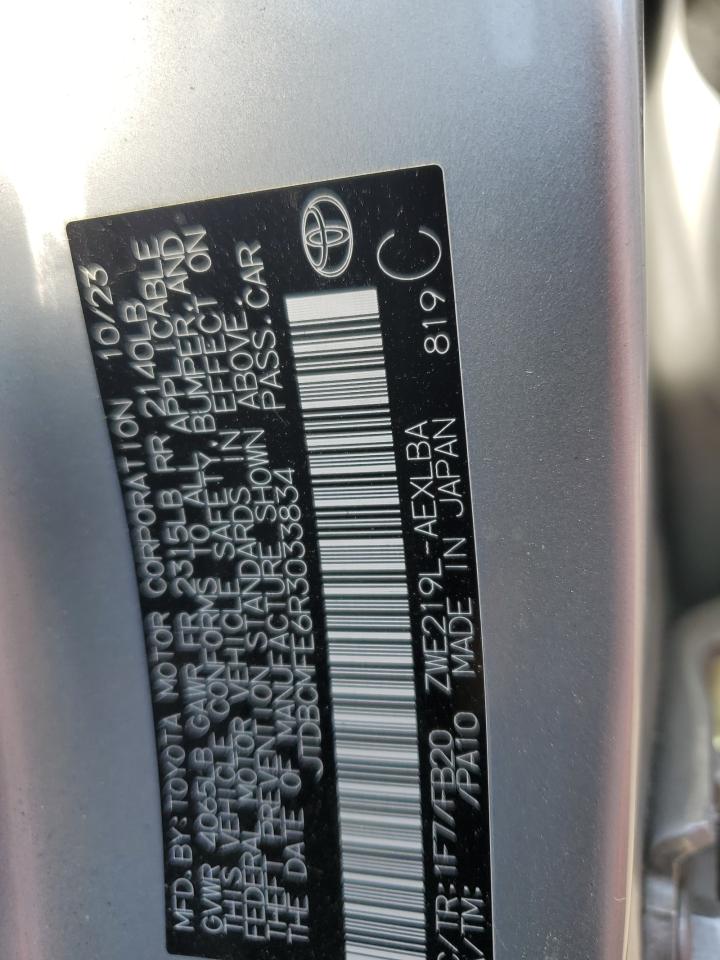 MFD. BY: TOYOTA MOTOR CORPORATION 10/23
GVWR 4065LB GAWR FR 2315LB RR 2140LB
THIS VEHICLE CONFORMS TO ALL APPLICABLE
FEDERAL MOTOR VEHICLE SAFETY, BUMPER, AND
THEFT PREVENTION STANDARDS IN EFFECT ON
THE DATE OF MANUFACTURE SHOWN ABOVE.
JTDBCMFE6R3033834 PASS. CAR
C/TR: 1F7/FB20 ZWE219L-AEXLBA 819 C
A/TM: /PA10 MADE IN JAPAN